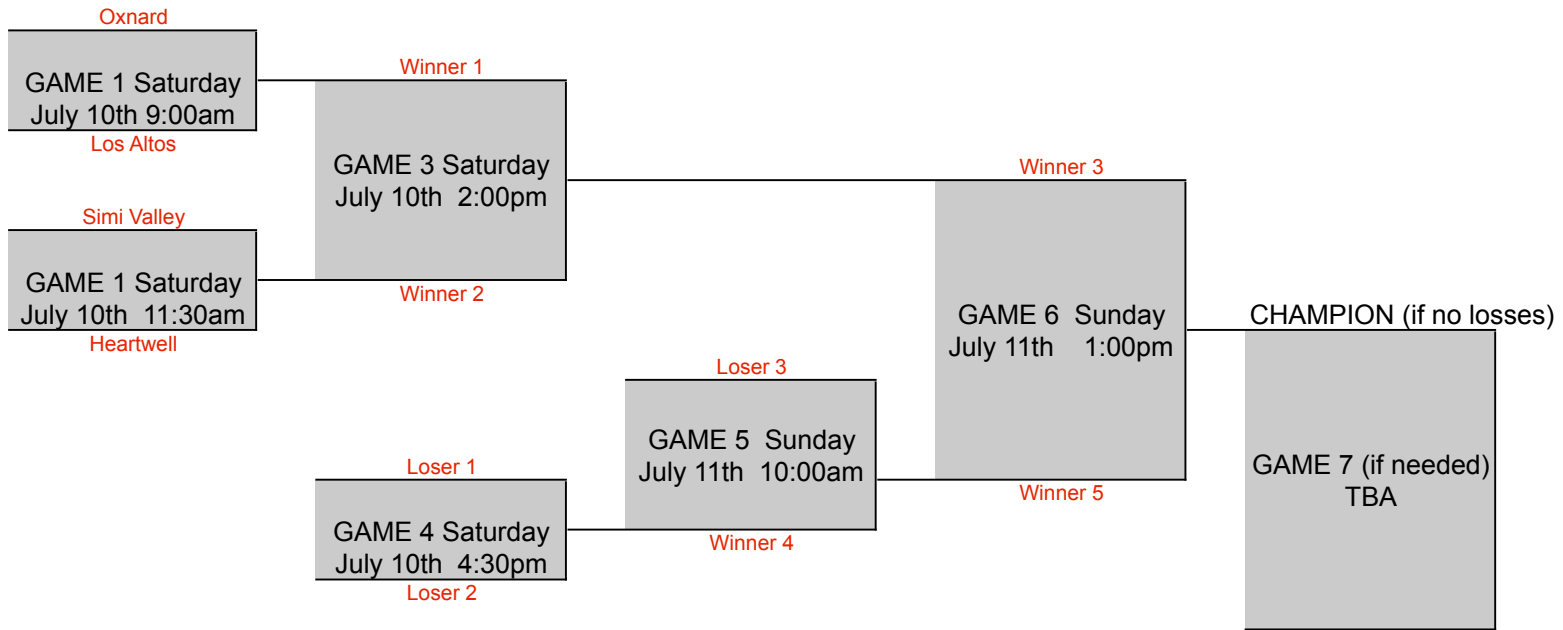 Oxnard
GAME 1 Saturday
July 10th 9:00am
Los Altos
Simi Valley
GAME 1 Saturday
July 10th 11:30am
Heartwell
Winner 1
GAME 3 Saturday
July 10th 2:00pm
Winner 2
Loser 1
GAME 4 Saturday
July 10th 4:30pm
Loser 2
Loser 3
GAME 5 Sunday
July 11th 10:00am
Winner 4
Winner 3
GAME 6 Sunday
July 11th 1:00pm
Winner 5
CHAMPION (if no losses)
GAME 7 (if needed)
TBA